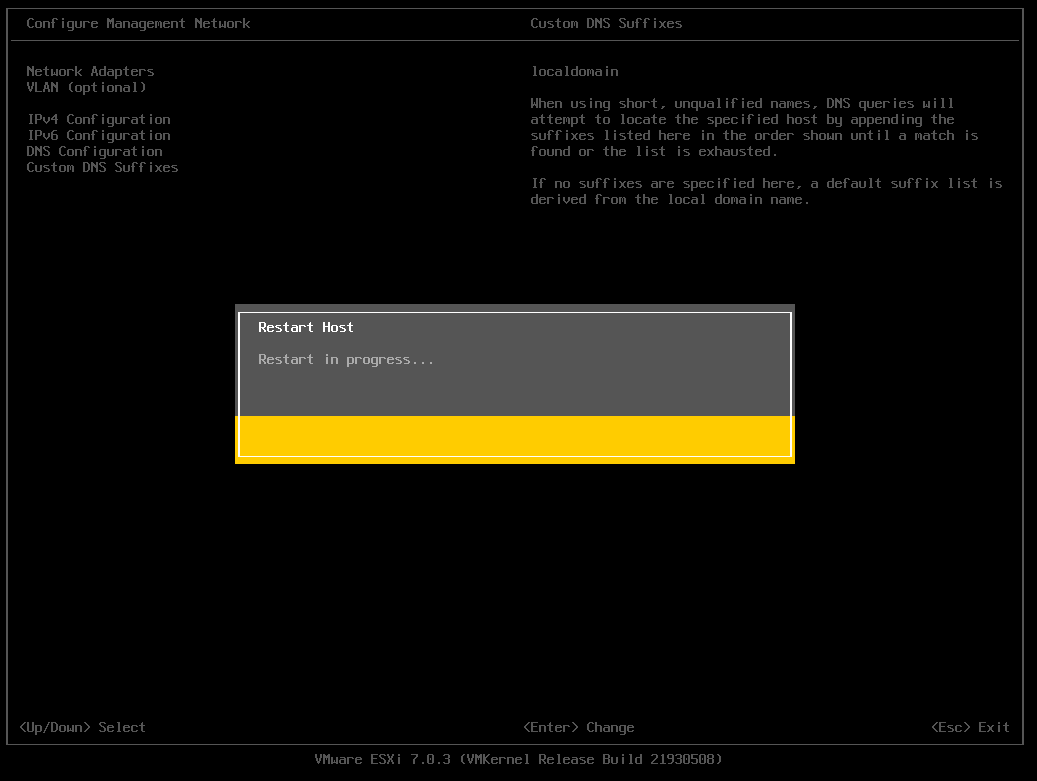 Configure Management Network
Custom DNS Suffixes
Network Adapters
VLAN (optional)
IPv4 Configuration
IPv6 Configuration
DNS Configuration
Custom DNS Suffixes
localdomain
When using short, unqualified names, DNS queries will
attempt to locate the specified host by appending the
suffixes listed here in the order shown until a match is
found or the list is exhausted.
If no suffixes are specified here, a default suffix list is
derived from the local domain name.
Restart Host
Restart in progress...
<Up/Down> Select
<Enter> Change
<Esc> Exit
VMware ESXi 7.0.3 (VMKernel Release Build 21930508)